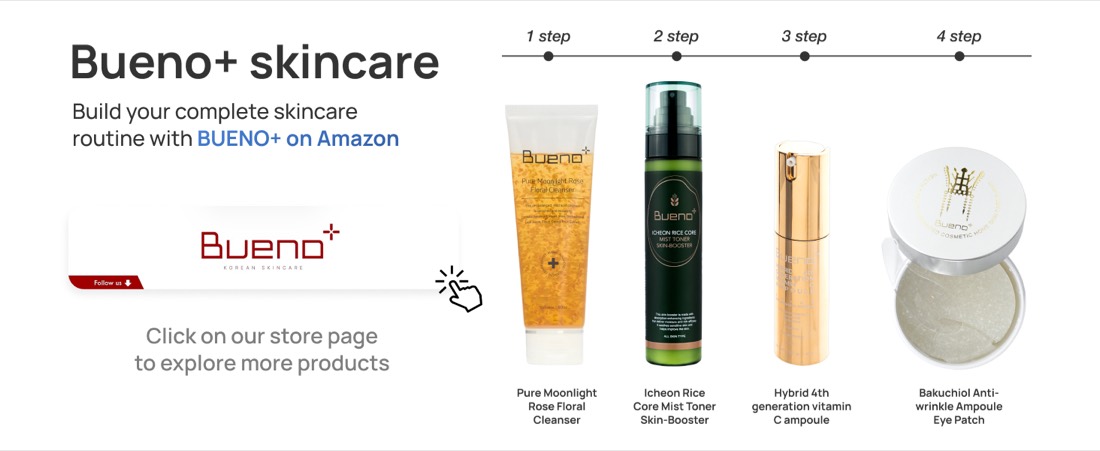 Bueno+ skincare
Build your complete skincare
routine with BUENO+ on Amazon
Bueno+
KOREAN SKINCARE
Follow us
Click on our store page
to explore more products
1 step
2 step
3 step
4 step
Bueno+
Pure Moonlight Rose
Floral Cleanser
Bueno+
ICHEON RICE CORE
MIST TONER
SKIN-BOOSTER
ALL SKIN TYPE
Bueno+
Pure Moonlight
Rose Floral
Cleanser
Icheon Rice
Core Mist Toner
Skin-Booster
Hybrid 4th
generation vitamin
C ampoule
Bakuchiol Anti-
wrinkle Ampoule
Eye Patch